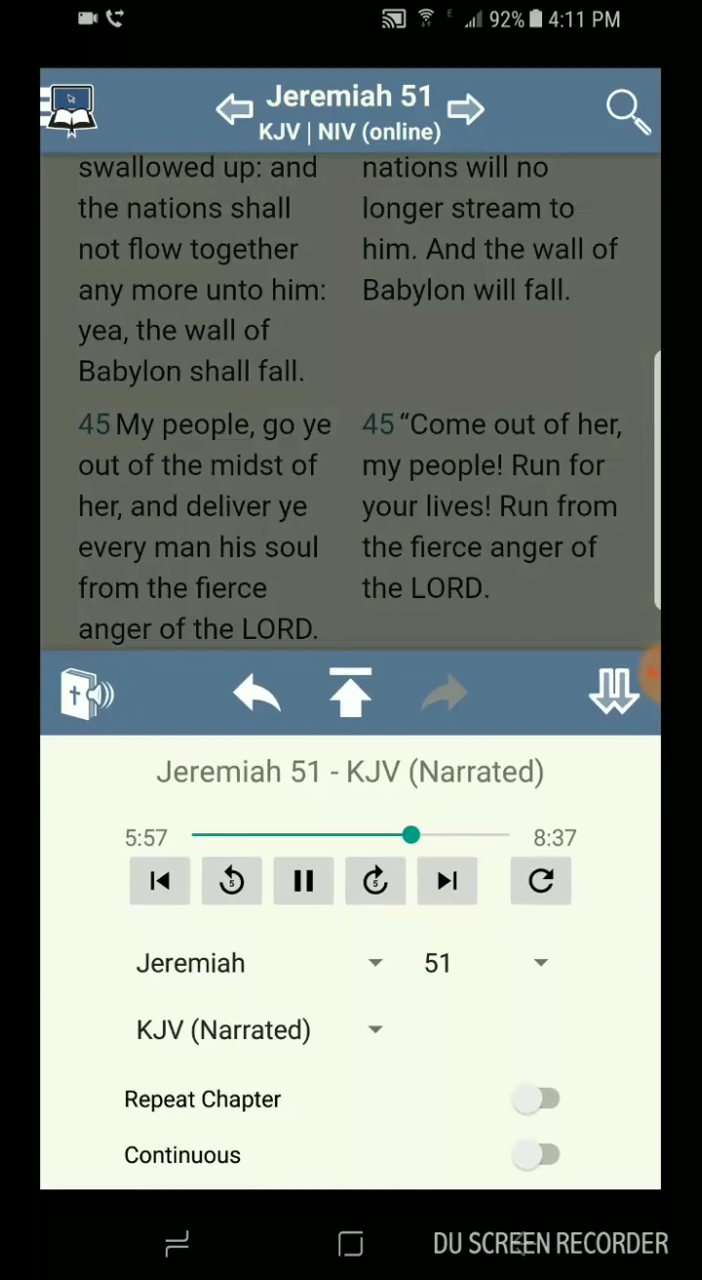 E 92% 4:11 PM
Jeremiah 51
KJV | NIV (online)
swallowed up: and
the nations shall
not flow together
any more unto him:
yea, the wall of
Babylon shall fall.
45 My people, go ye
out of the midst of
her, and deliver ye
every man his soul
from the fierce
anger of the LORD.
nations will no
longer stream to
him. And the wall of
Babylon will fall.
45 “Come out of her,
my people! Run for
your lives! Run from
the fierce anger of
the LORD.
Jeremiah 51 - KJV (Narrated)
5:57 8:37
5 5
Jeremiah 51
KJV (Narrated)
Repeat Chapter
Continuous
DU SCREEN RECORDER